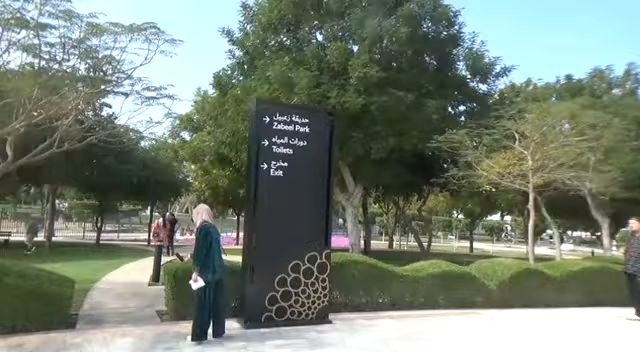 حديقة زعبيل
Zabeel Park
دورات المياه
Toilets
مخرج
Exit